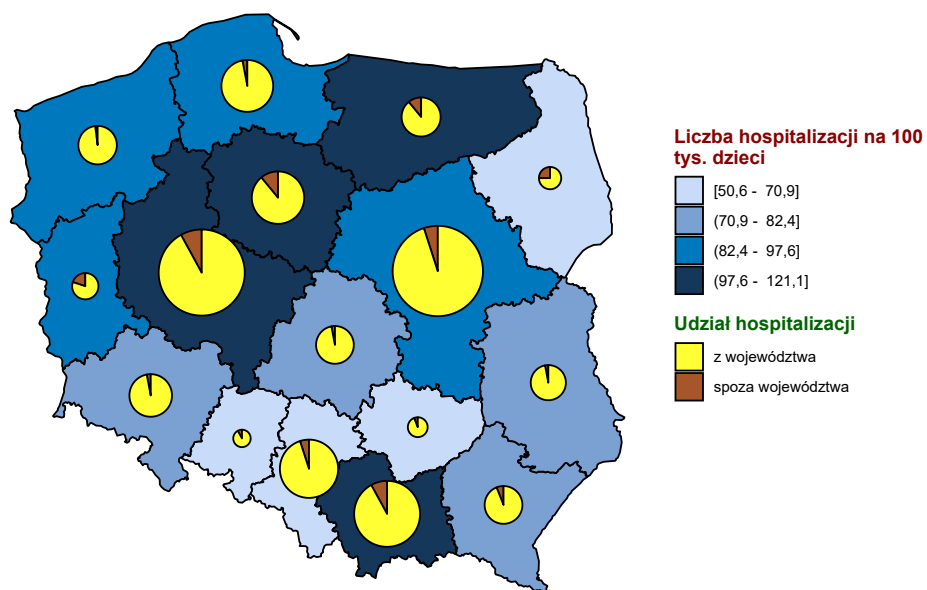 Liczba hospitalizacji na 100
tys. dzieci
[50,6 - 70,9]
(70,9 - 82,4]
(82,4 - 97,6]
(97,6 - 121,1]
Udział hospitalizacji
z województwa
spoza województwa